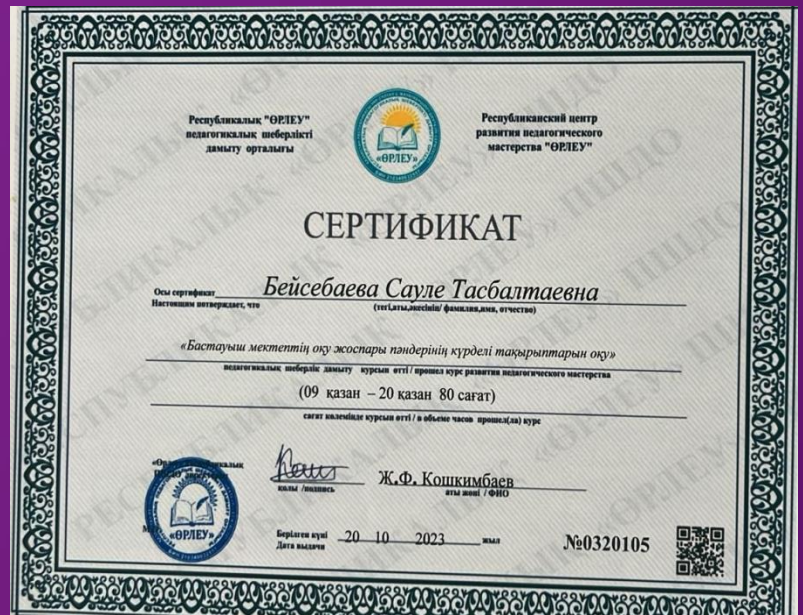 Республикалық "ӨРЛЕУ"
педагогикалық шеберлікті
дамыту орталығы
«ӨРЛЕУ»
Республиканский центр
развития педагогического
мастерства "ӨРЛЕУ"
СЕРТИФИКАТ
Осы сертификат Бейсебаева Сауле Тасбалтаевна
Настоящим потверждает, что
(тегі,аты,әкесінің/ фамилия,имя, отчество)
«Бастауыш мектептің оқу жоспары пәндерінің күрделі тақырыптарын оқу»
педагогикалық шеберлік дамыту курсын өтті / прошел курс развития педагогического мастерства
(09 қазан – 20 қазан 80 сағат)
сағат көлемінде курсын өтті / в объеме часов прошел(ла) курс
қолы /подпись
Ж.Ф. Кошкимбаев
аты жөні / ФИО
«ӨРЛЕУ»
Берілген күні 20 10 2023 жыл
Дата выдачи
№0320105